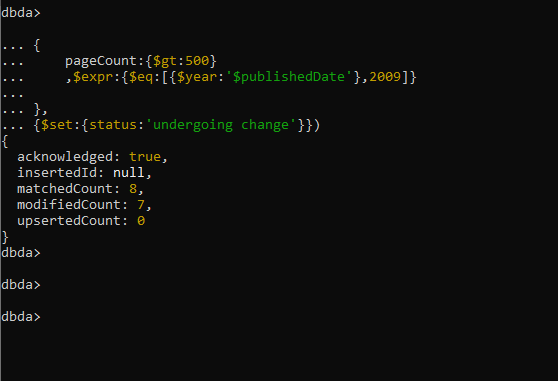 dbda>
... {
...     pageCount:{$gt:500}
...     ,$expr:{$eq:[{$year:'$publishedDate'},2009]}
...
... },
... {$set:{status:'undergoing change'}})
{
  acknowledged: true,
  insertedId: null,
  matchedCount: 8,
  modifiedCount: 7,
  upsertedCount: 0
}
dbda>
dbda>
dbda>